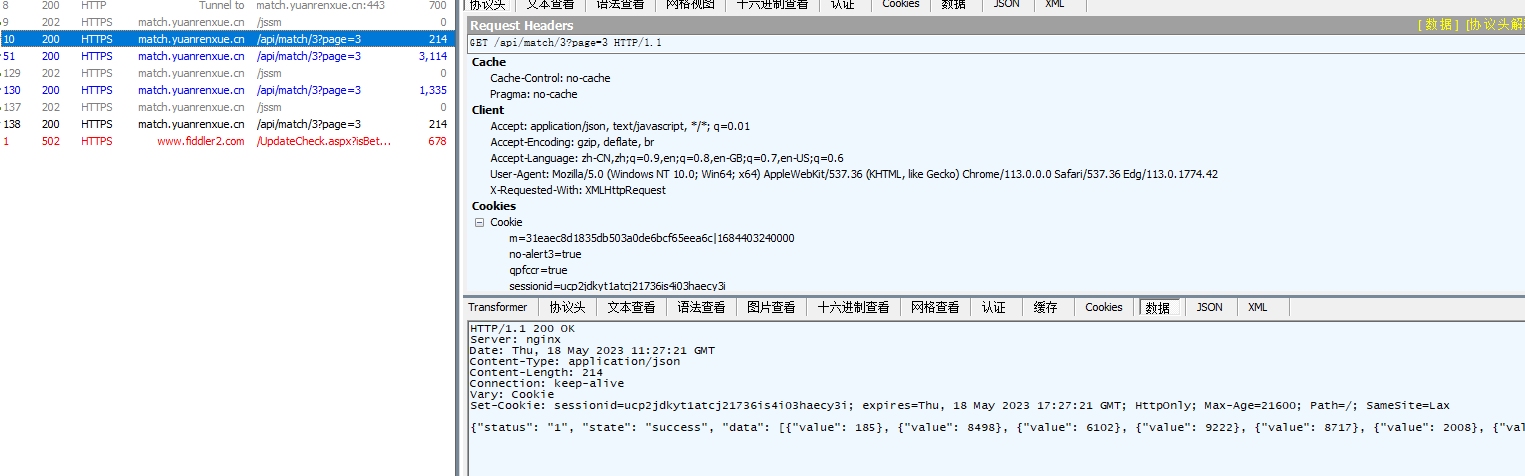 8 200 HTTP Tunnel to match.yuanrenxue.cn:443 700
9 202 HTTPS match.yuanrenxue.cn /jssm 0
10 200 HTTPS match.yuanrenxue.cn /api/match/3?page=3 214
51 200 HTTPS match.yuanrenxue.cn /api/match/3?page=3 3,114
129 202 HTTPS match.yuanrenxue.cn /jssm 0
130 200 HTTPS match.yuanrenxue.cn /api/match/3?page=3 1,335
137 202 HTTPS match.yuanrenxue.cn /jssm 0
138 200 HTTPS match.yuanrenxue.cn /api/match/3?page=3 214
1 502 HTTPS www.fiddler2.com /UpdateCheck.aspx?isBet... 678
协议头 文本查看 语法查看 网格视图 十六进制查看 认证 Cookies 数据 JSON XML
Request Headers [ 数据 ] [协议头解
GET /api/match/3?page=3 HTTP/1.1
Cache
Cache-Control: no-cache
Pragma: no-cache
Client
Accept: application/json, text/javascript, */*; q=0.01
Accept-Encoding: gzip, deflate, br
Accept-Language: zh-CN,zh;q=0.9,en;q=0.8,en-GB;q=0.7,en-US;q=0.6
User-Agent: Mozilla/5.0 (Windows NT 10.0; Win64; x64) AppleWebKit/537.36 (KHTML, like Gecko) Chrome/113.0.0.0 Safari/537.36 Edg/113.0.1774.42
X-Requested-With: XMLHttpRequest
Cookies
Cookie
m=31eaec8d1835db503a0de6bcf65eea6c|1684403240000
no-alert3=true
qpfccr=true
sessionid=ucp2jdkyt1atcj21736is4i03haecy3i
Transformer 协议头 文本查看 语法查看 图片查看 十六进制查看 网格查看 认证 缓存 Cookies 数据 JSON XML
HTTP/1.1 200 OK
Server: nginx
Date: Thu, 18 May 2023 11:27:21 GMT
Content-Type: application/json
Content-Length: 214
Connection: keep-alive
Vary: Cookie
Set-Cookie: sessionid=ucp2jdkyt1atcj21736is4i03haecy3i; expires=Thu, 18 May 2023 17:27:21 GMT; HttpOnly; Max-Age=21600; Path=/; SameSite=Lax
{"status": "1", "state": "success", "data": [{"value": 185}, {"value": 8498}, {"value": 6102}, {"value": 9222}, {"value": 8717}, {"value": 2008}, {"val